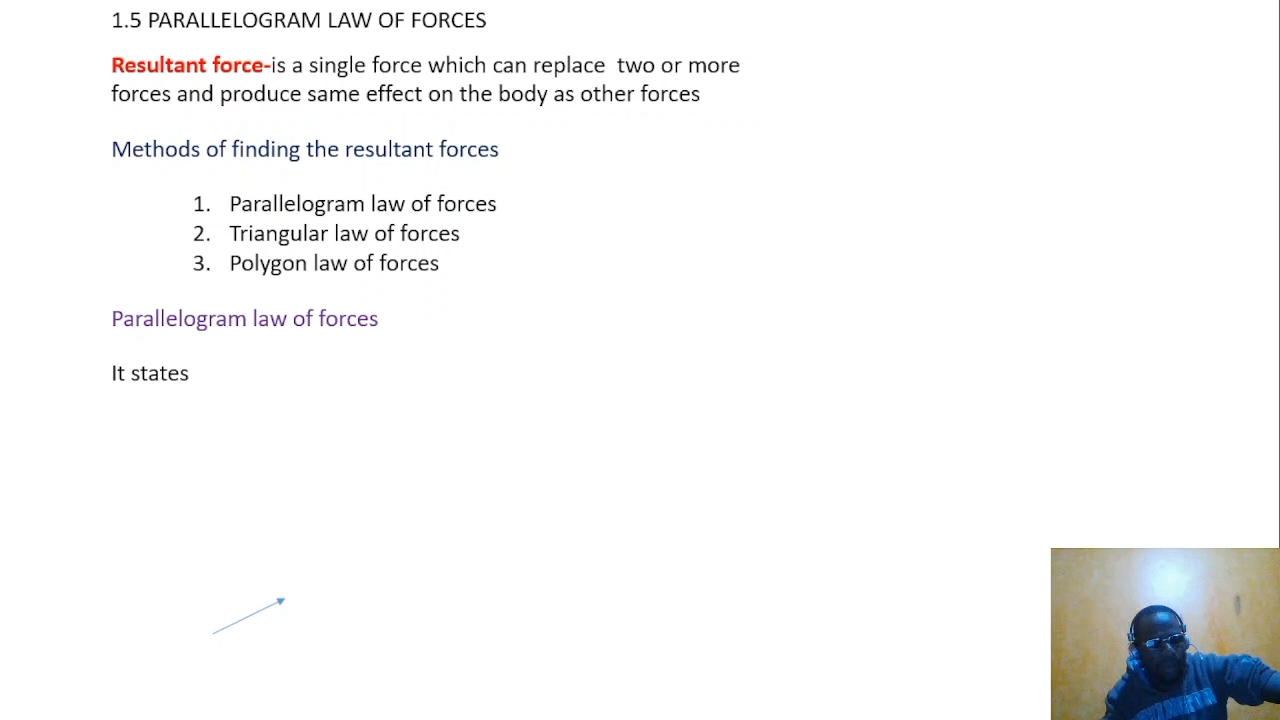 1.5 PARALLELOGRAM LAW OF FORCES
Resultant force-is a single force which can replace  two or more
forces and produce same effect on the body as other forces
Methods of finding the resultant forces
1. Parallelogram law of forces
2. Triangular law of forces
3. Polygon law of forces
Parallelogram law of forces
It states